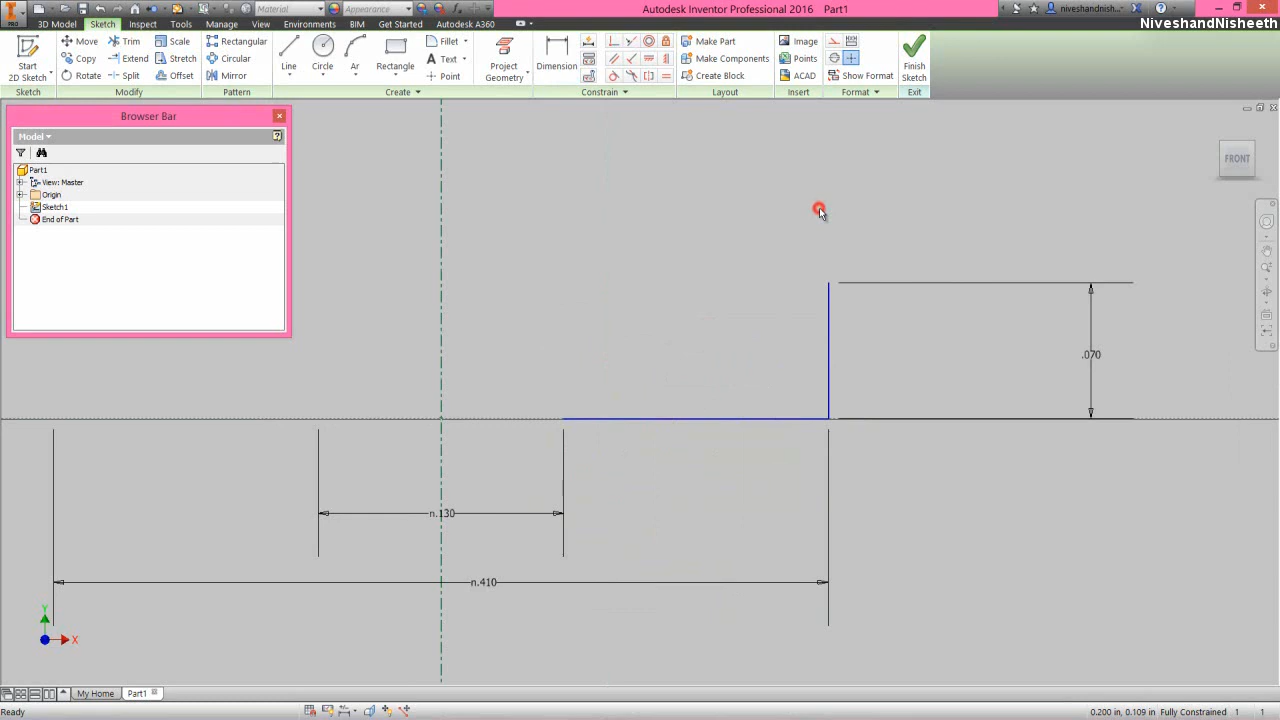 PRO
Material
Appearance
Autodesk Inventor Professional 2016 Part1
niveshandnish...
NiveshandNisheeth
3D Model
Sketch
Inspect
Tools
View
Manage
Environments
BIM
Get Started
Autodesk A360
Start
2D Sketch
Move
Trim
Scale
Copy
Extend
Stretch
Rotate
Split
Offset
Rectangular
Circular
Mirror
Line
Circle
Arc
Rectangle
Fillet
Text
Point
Project
Geometry
Dimension
Make Part
Make Components
Create Block
Image
Points
ACAD
Show Format
Finish
Sketch
Sketch
Modify
Pattern
Create
Constrain
Layout
Insert
Format
Exit
Browser Bar
Model
Part1
View: Master
Origin
Sketch1
End of Part
FRONT
.070
n.130
n.410
Y
X
My Home
Part1
Ready
0.200 in, 0.109 in Fully Constrained 1 1